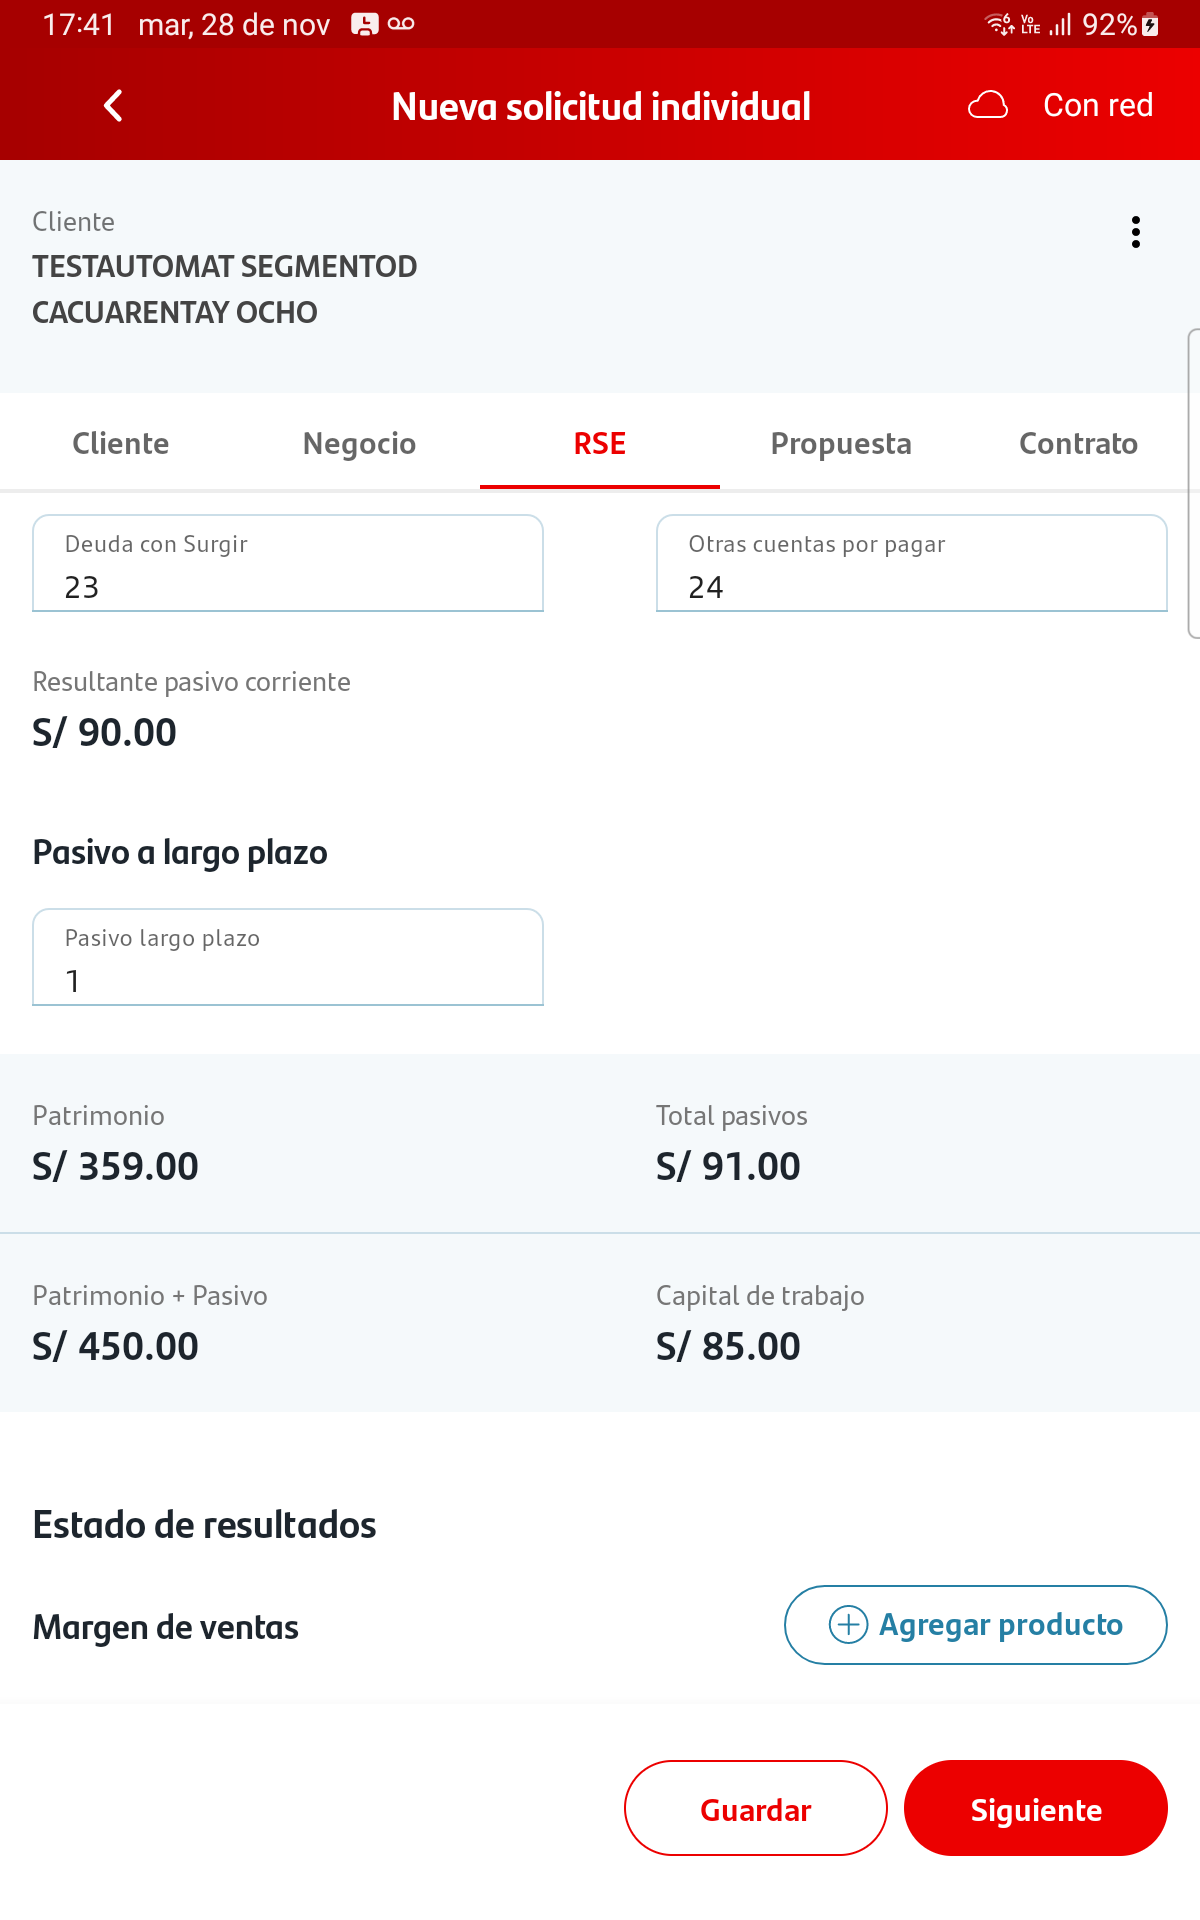 17:41 mar, 28 de nov 92%
Nueva solicitud individual Con red
Cliente
TESTAUTOMAT SEGMENTOD
CACUARENTAY OCHO
Cliente Negocio RSE Propuesta Contrato
Deuda con Surgir Otras cuentas por pagar
23 24
Resultante pasivo corriente
S/ 90.00
Pasivo a largo plazo
Pasivo largo plazo
1
Patrimonio Total pasivos
S/ 359.00 S/ 91.00
Patrimonio + Pasivo Capital de trabajo
S/ 450.00 S/ 85.00
Estado de resultados
Margen de ventas Agregar producto
Guardar Siguiente